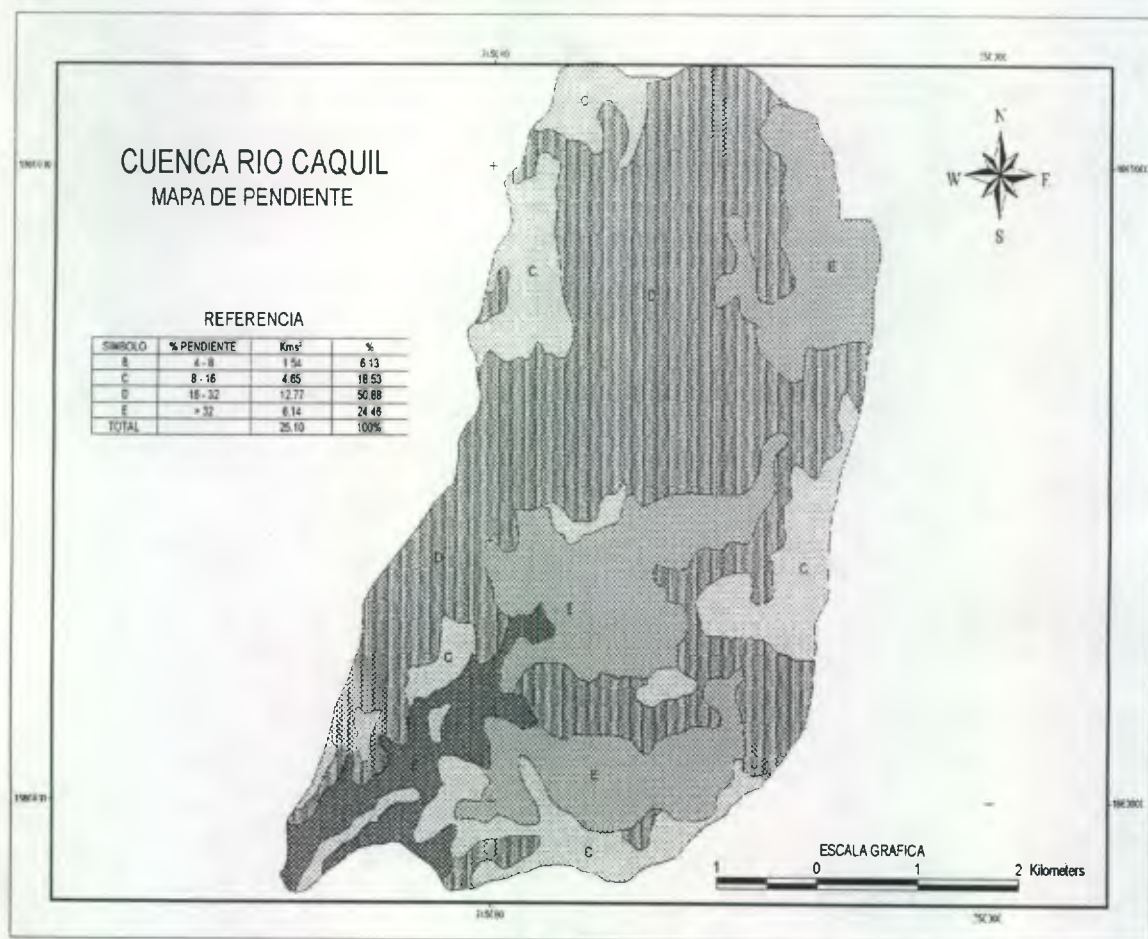 CUENCA RIO CAQUIL
MAPA DE PENDIENTE
N
W E
S
REFERENCIA
SIMBOLO % PENDIENTE Kms² %
B 4 - 8 1.54 6.13
C 8 - 16 4.65 18.53
D 16 - 32 12.77 50.88
E > 32 6.14 24.46
TOTAL 25.10 100%
C
E
C
D
D
C
E
C
E
C
ESCALA GRAFICA
1 0 1 2 Kilometers